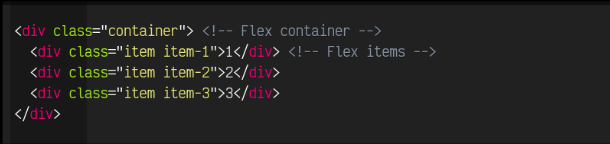 <div class="container"> <!-- Flex container -->
  <div class="item item-1">1</div> <!-- Flex items -->
  <div class="item item-2">2</div>
  <div class="item item-3">3</div>
</div>